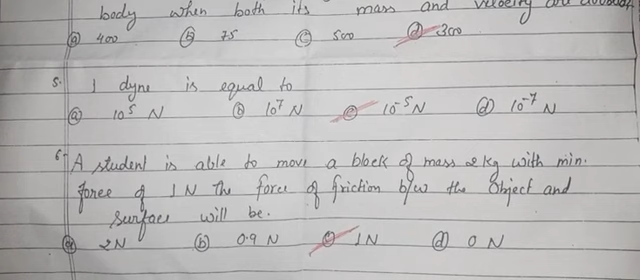 body when both its mass and velocity are
ⓐ 400 ⓑ 75 ⓒ 500 ⓓ 300
5. 1 dyne is equal to
ⓐ 10⁵ N ⓑ 10⁷ N ⓒ 10⁻⁵ N ⓓ 10⁻⁷ N
6. A student is able to move a block of mass 2 kg with min.
force of 1N the force of friction b/w the Object and
surface will be.
ⓐ 2N ⓑ 0.9 N ⓒ 1N ⓓ 0 N